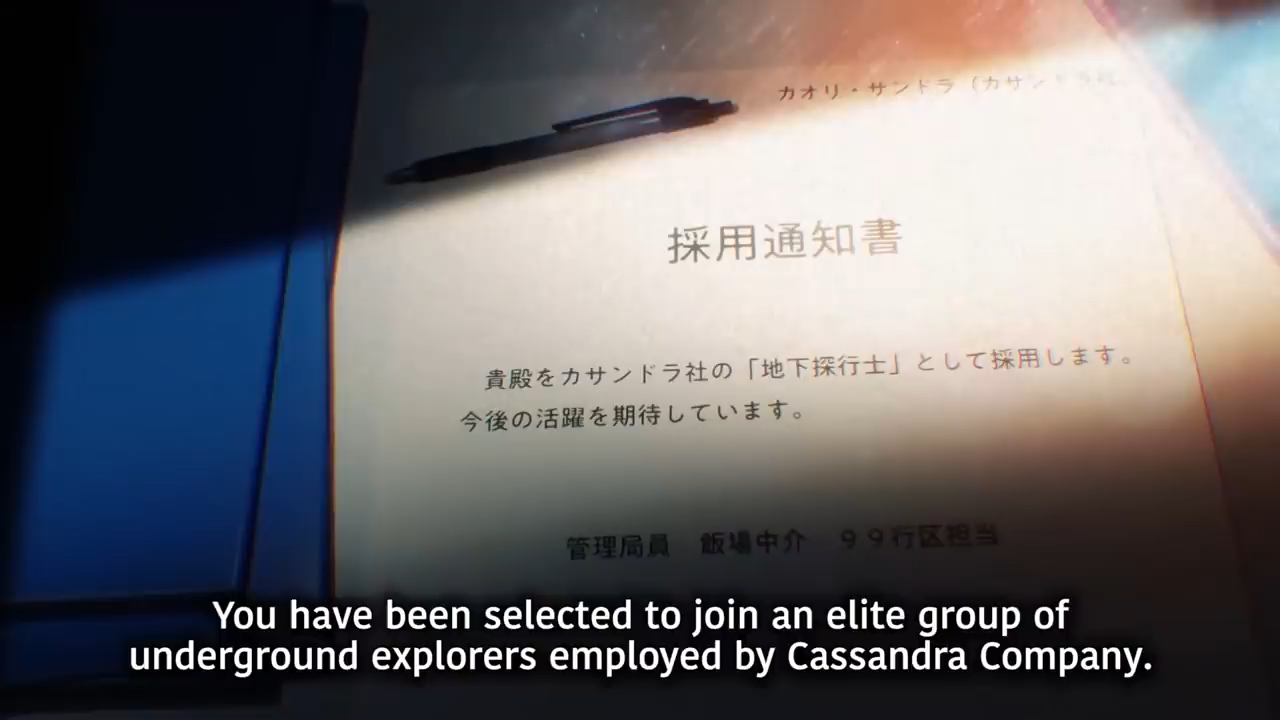 カオリ・サンドラ（カサンドラ社
採用通知書
貴殿をカサンドラ社の「地下探行士」として採用します。
今後の活躍を期待しています。
管理局員　飯場中介　９９行区担当
You have been selected to join an elite group of
underground explorers employed by Cassandra Company.